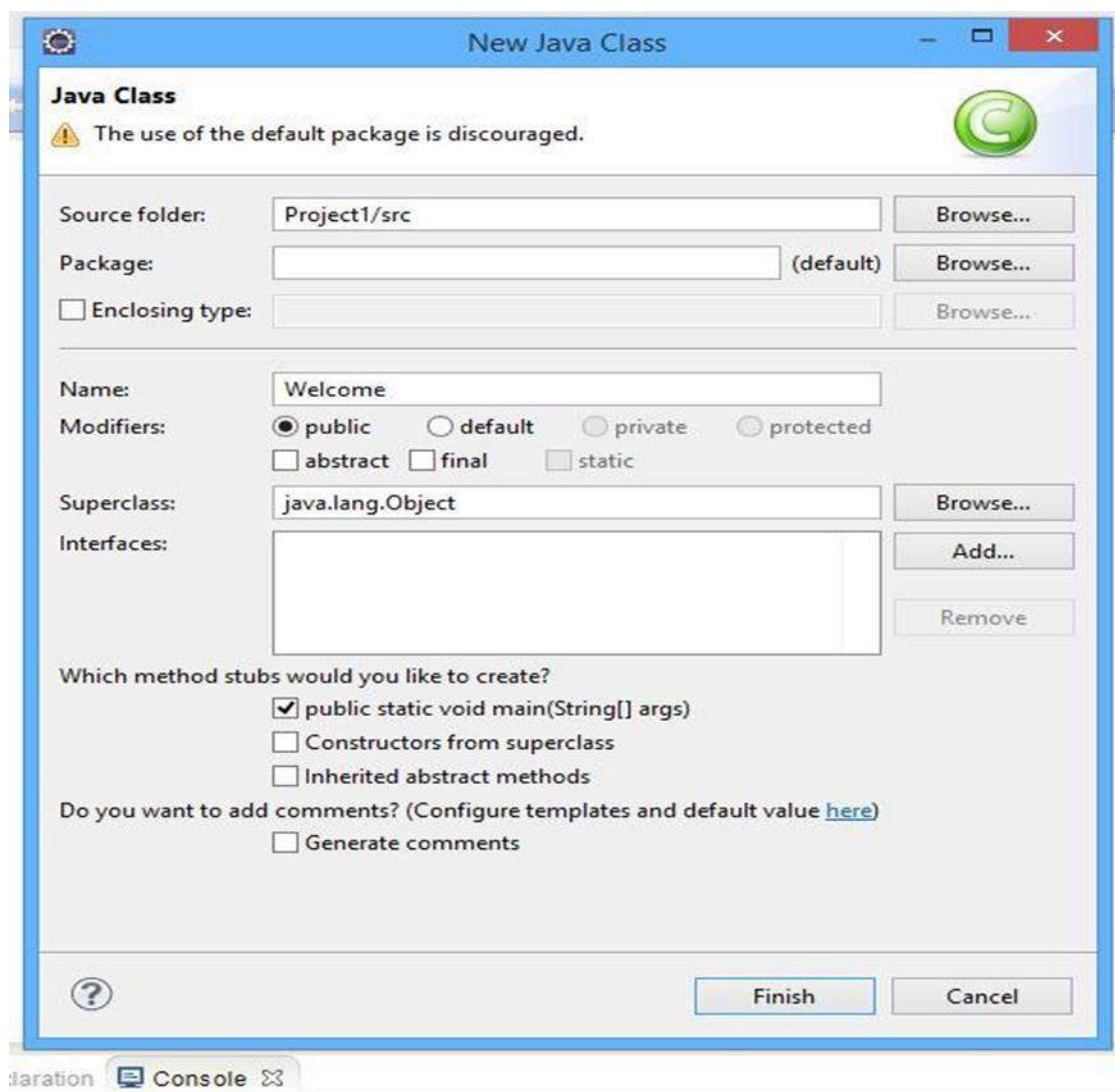 New Java Class
Java Class
The use of the default package is discouraged.
Source folder: Project1/src Browse...
Package: (default) Browse...
Enclosing type: Browse...
Name: Welcome
Modifiers: public default private protected
abstract final static
Superclass: java.lang.Object Browse...
Interfaces: Add...
Remove
Which method stubs would you like to create?
public static void main(String[] args)
Constructors from superclass
Inherited abstract methods
Do you want to add comments? (Configure templates and default value here)
Generate comments
? Finish Cancel
laration Console